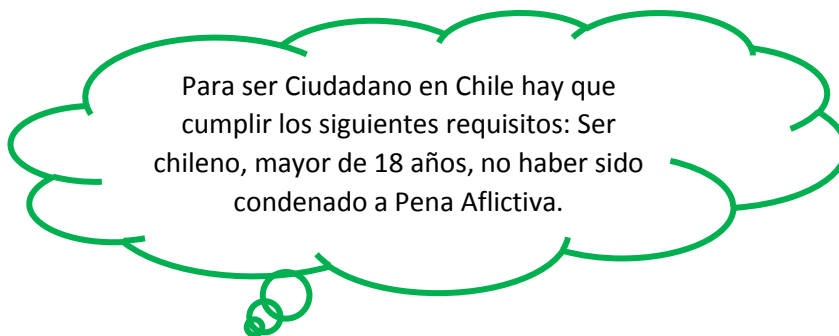 Para ser Ciudadano en Chile hay que
cumplir los siguientes requisitos: Ser
chileno, mayor de 18 años, no haber sido
condenado a Pena Aflictiva.